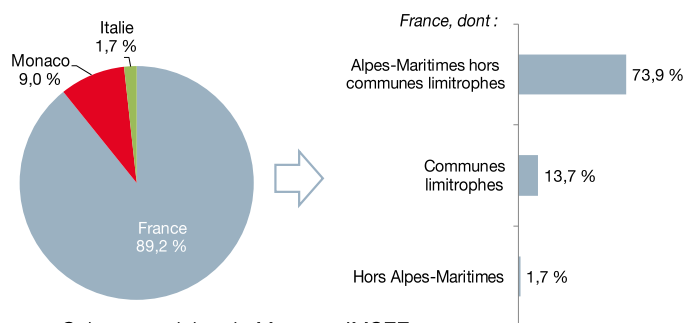 Italie
1,7 %
Monaco
9,0 %
France
89,2 %
France, dont :
Alpes-Maritimes hors
communes limitrophes
73,9 %
Communes
limitrophes
13,7 %
Hors Alpes-Maritimes
1,7 %